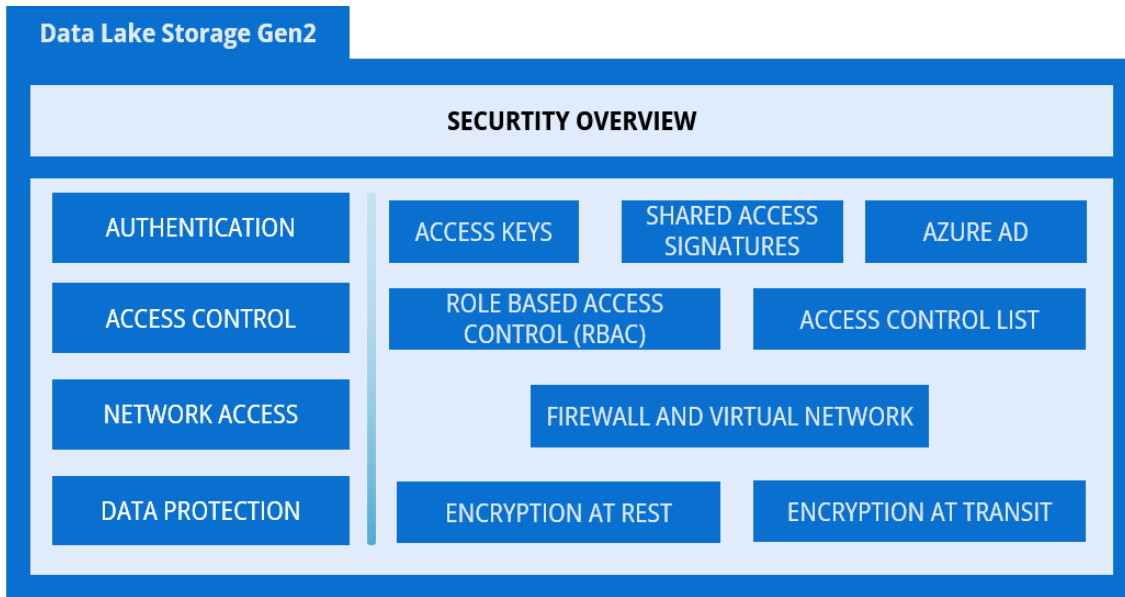 Data Lake Storage Gen2
SECURTITY OVERVIEW
AUTHENTICATION
ACCESS KEYS
SHARED ACCESS
SIGNATURES
AZURE AD
ACCESS CONTROL
ROLE BASED ACCESS
CONTROL (RBAC)
ACCESS CONTROL LIST
NETWORK ACCESS
FIREWALL AND VIRTUAL NETWORK
DATA PROTECTION
ENCRYPTION AT REST
ENCRYPTION AT TRANSIT